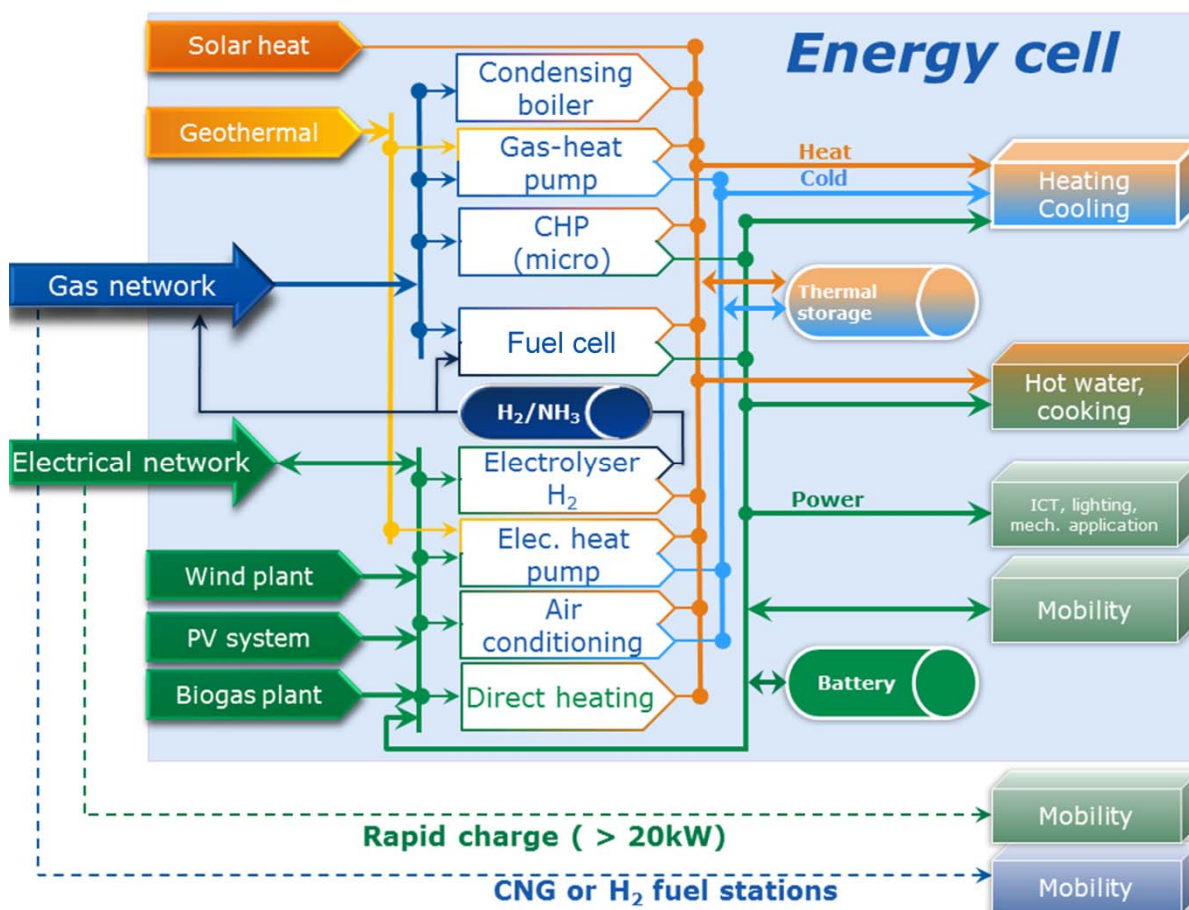 Solar heat
Energy cell
Condensing
boiler
Geothermal
Gas-heat
pump
Heat
Cold
Heating
Cooling
CHP
(micro)
Gas network
Thermal
storage
Fuel cell
Hot water,
cooking
H₂/NH₃
Electrical network
Electrolyser
H₂
Power
ICT, lighting,
mech. application
Elec. heat
pump
Wind plant
Air
conditioning
Mobility
PV system
Biogas plant
Direct heating
Battery
Rapid charge ( > 20kW)
Mobility
CNG or H₂ fuel stations
Mobility